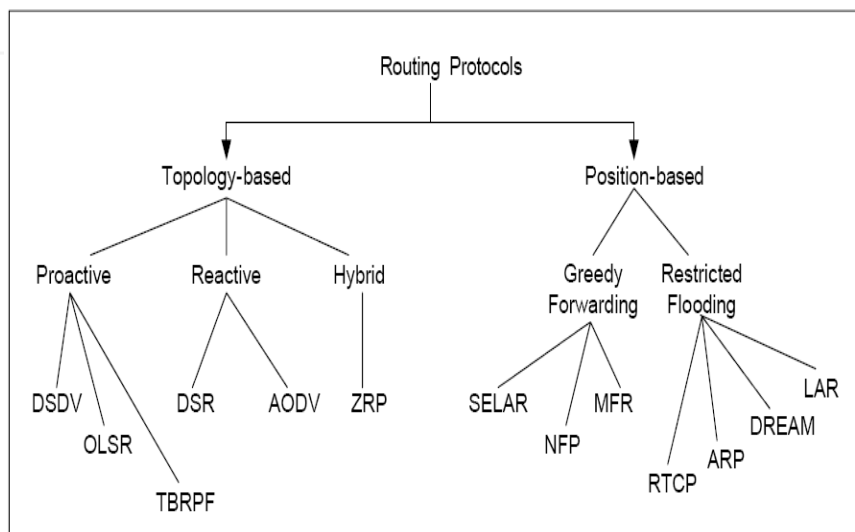 Routing Protocols
Topology-based
Position-based
Proactive
Reactive
Hybrid
Greedy
Forwarding
Restricted
Flooding
DSDV
OLSR
TBRPF
DSR
AODV
ZRP
SELAR
NFP
MFR
RTCP
ARP
DREAM
LAR